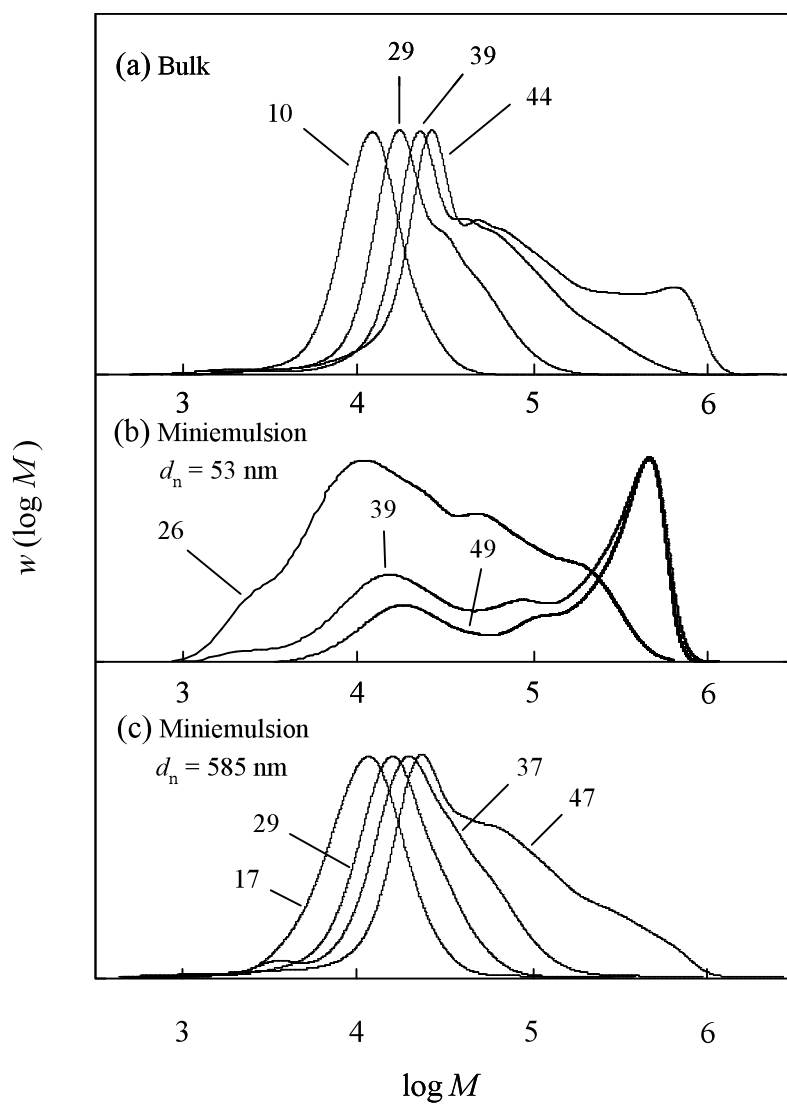 (a) Bulk
29
39
44
10
3 4 5 6
(b) Miniemulsion
dn = 53 nm
26
39
49
3 4 5 6
(c) Miniemulsion
dn = 585 nm
37
47
29
17
3 4 5 6
log M
w (log M)